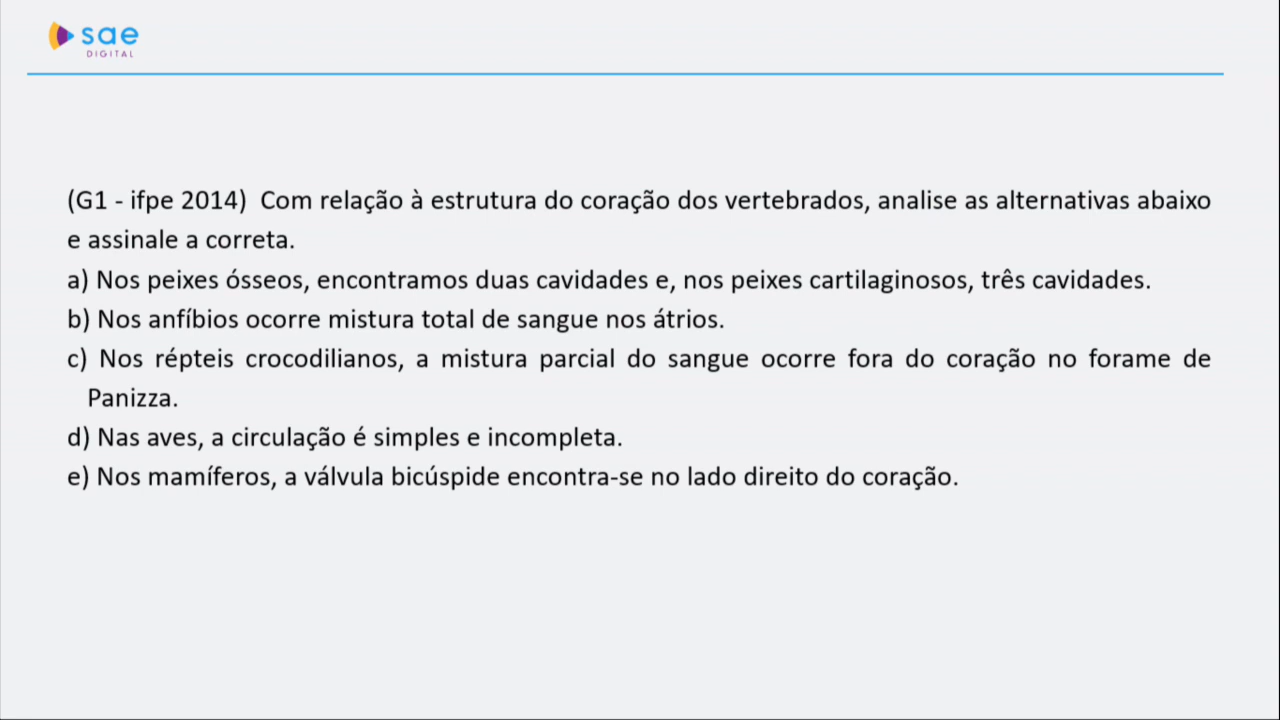 sae
DIGITAL
(G1 - ifpe 2014)  Com relação à estrutura do coração dos vertebrados, analise as alternativas abaixo
e assinale a correta.
a) Nos peixes ósseos, encontramos duas cavidades e, nos peixes cartilaginosos, três cavidades.
b) Nos anfíbios ocorre mistura total de sangue nos átrios.
c) Nos répteis crocodilianos, a mistura parcial do sangue ocorre fora do coração no forame de
Panizza.
d) Nas aves, a circulação é simples e incompleta.
e) Nos mamíferos, a válvula bicúspide encontra-se no lado direito do coração.